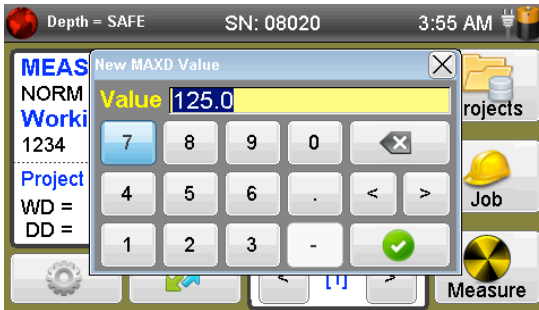 Depth = SAFE SN: 08020 3:55 AM
New MAXD Value
Value 125.0
7 8 9 0
4 5 6 . < >
1 2 3 -
MEAS
NORM
Worki
1234
Project
WD =
DD =
rojects
Job
Measure
< [1] >